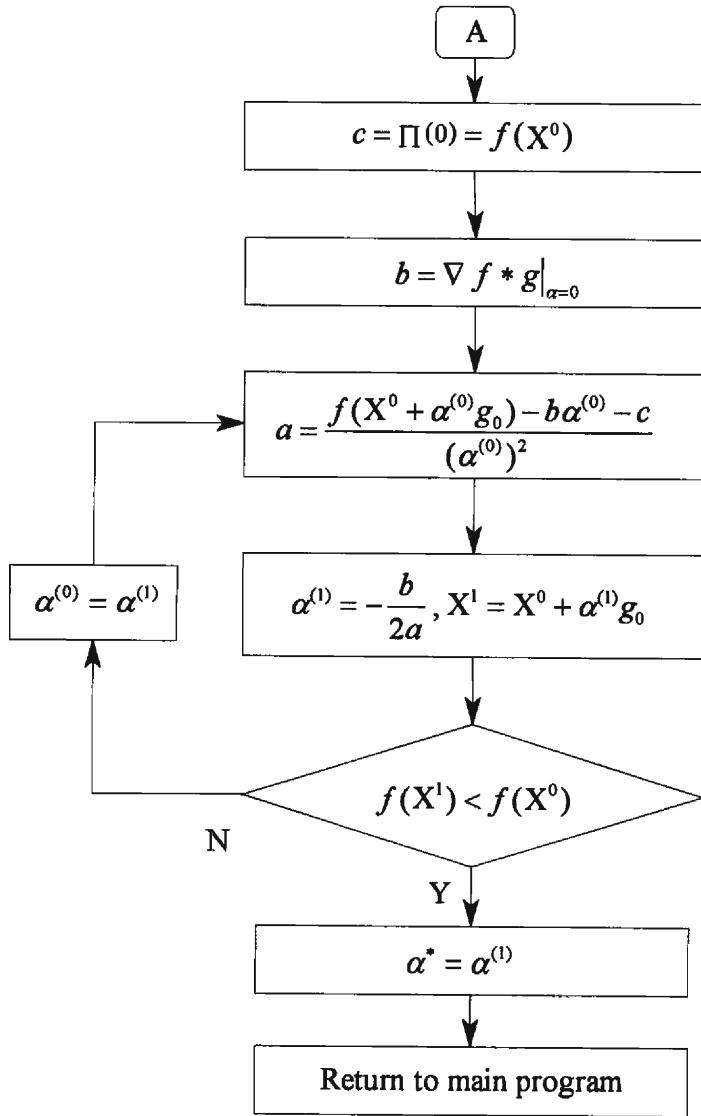 A
c = Π(0) = f(X⁰)
b = ∇ f * g|α=0
a = (f(X⁰ + α⁽⁰⁾g₀) − bα⁽⁰⁾ − c) / (α⁽⁰⁾)²
α⁽⁰⁾ = α⁽¹⁾
α⁽¹⁾ = −b/2a, X¹ = X⁰ + α⁽¹⁾g₀
f(X¹) < f(X⁰)
N
Y
α* = α⁽¹⁾
Return to main program